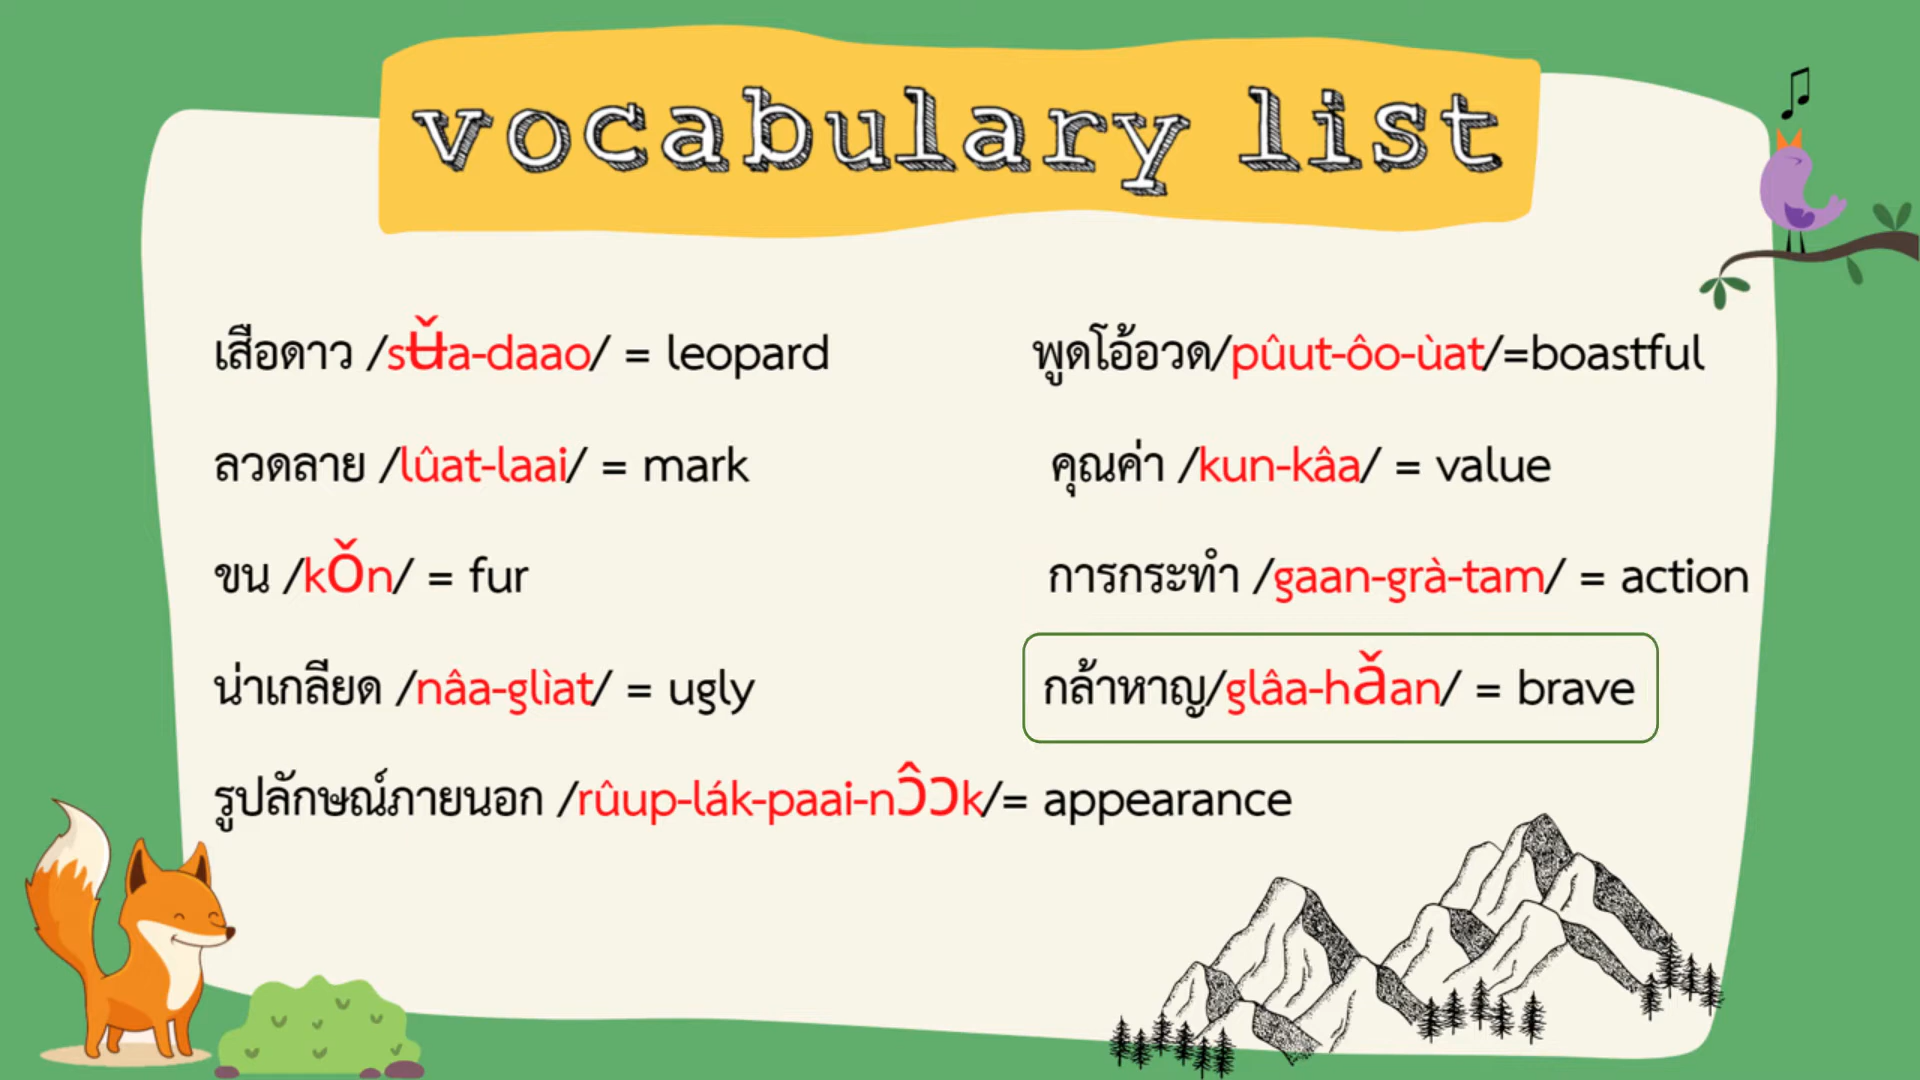 vocabulary list
เสือดาว /sʉ̌a-daao/ = leopard
ลวดลาย /lûat-laai/ = mark
ขน /kǒn/ = fur
น่าเกลียด /nâa-glìat/ = ugly
รูปลักษณ์ภายนอก /rûup-lák-paai-nɔ̂ɔk/= appearance
พูดโอ้อวด/pûut-ôo-ùat/=boastful
คุณค่า /kun-kâa/ = value
การกระทำ /gaan-grà-tam/ = action
กล้าหาญ/glâa-hǎan/ = brave